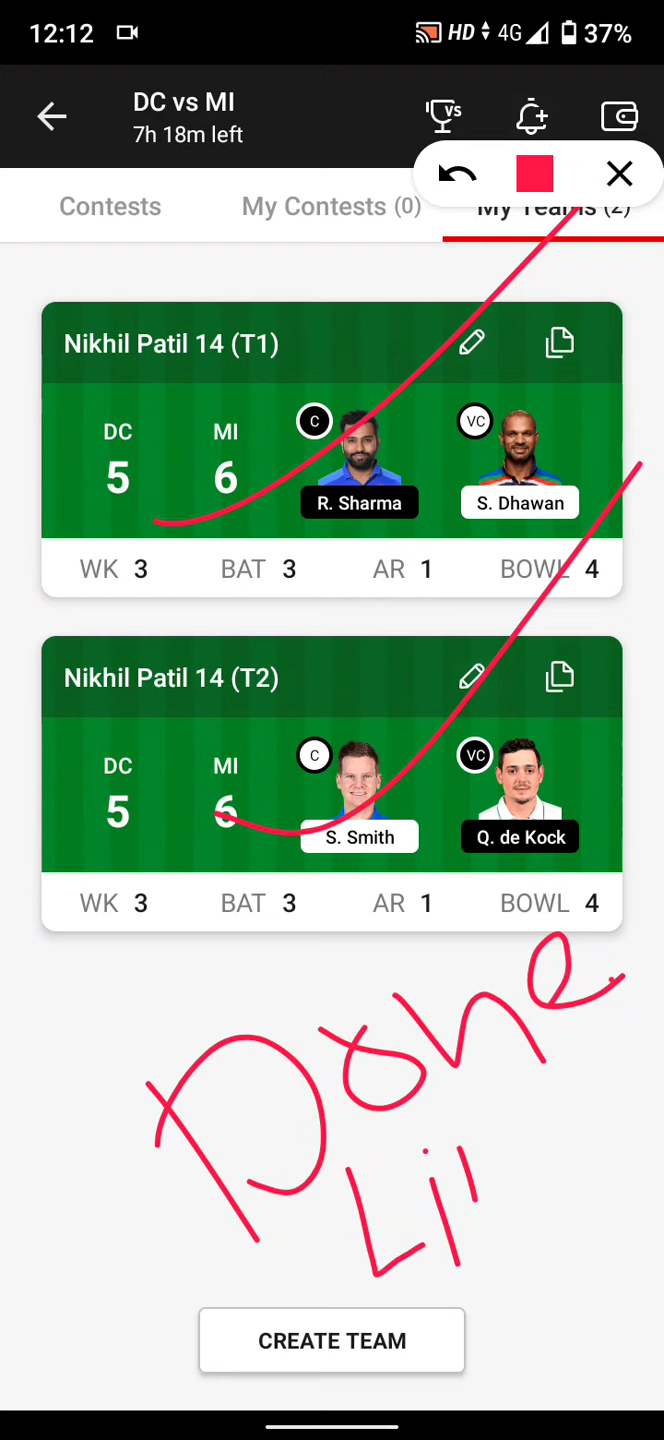 12:12 HD 4G 37%
DC vs MI
7h 18m left
VS
Contests My Contests (0) My Teams (2)
Nikhil Patil 14 (T1)
DC MI C VC
5 6
R. Sharma S. Dhawan
WK 3 BAT 3 AR 1 BOWL 4
Nikhil Patil 14 (T2)
DC MI C VC
5 6
S. Smith Q. de Kock
WK 3 BAT 3 AR 1 BOWL 4
Done
CREATE TEAM